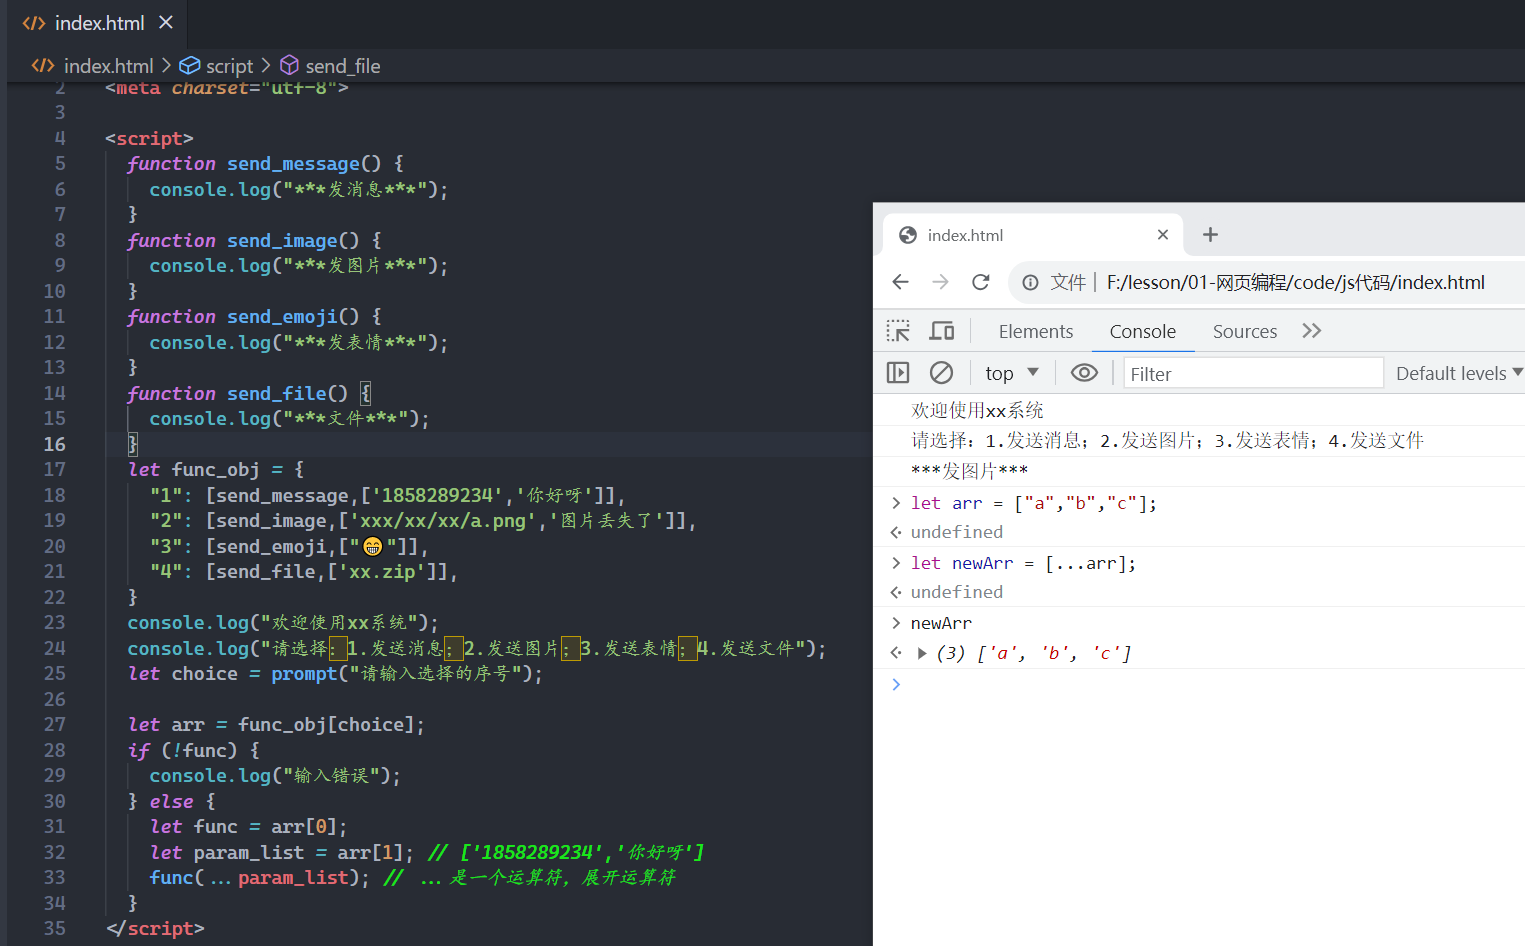 index.html
index.html > script > send_file
2 <meta charset="utf-8">
3
4 <script>
5 function send_message() {
6 console.log("***发消息***");
7 }
8 function send_image() {
9 console.log("***发图片***");
10 }
11 function send_emoji() {
12 console.log("***发表情***");
13 }
14 function send_file() {
15 console.log("***文件***");
16 }
17 let func_obj = {
18 "1": [send_message,['1858289234','你好呀']],
19 "2": [send_image,['xxx/xx/xx/a.png','图片丢失了']],
20 "3": [send_emoji,["😁"]],
21 "4": [send_file,['xx.zip']],
22 }
23 console.log("欢迎使用xx系统");
24 console.log("请选择：1.发送消息；2.发送图片；3.发送表情；4.发送文件");
25 let choice = prompt("请输入选择的序号");
26
27 let arr = func_obj[choice];
28 if (!func) {
29 console.log("输入错误");
30 } else {
31 let func = arr[0];
32 let param_list = arr[1]; // ['1858289234','你好呀']
33 func(...param_list); // ...是一个运算符，展开运算符
34 }
35 </script>
index.html
文件 | F:/lesson/01-网页编程/code/js代码/index.html
Elements Console Sources
top Filter Default levels
欢迎使用xx系统
请选择：1.发送消息；2.发送图片；3.发送表情；4.发送文件
***发图片***
> let arr = ["a","b","c"];
undefined
> let newArr = [...arr];
undefined
> newArr
(3) ['a', 'b', 'c']
>